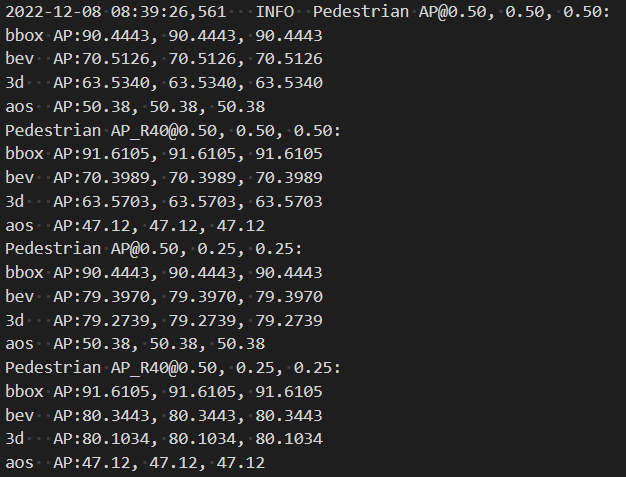 2022-12-08 08:39:26,561   INFO  Pedestrian AP@0.50, 0.50, 0.50:
bbox AP:90.4443, 90.4443, 90.4443
bev  AP:70.5126, 70.5126, 70.5126
3d   AP:63.5340, 63.5340, 63.5340
aos  AP:50.38, 50.38, 50.38
Pedestrian AP_R40@0.50, 0.50, 0.50:
bbox AP:91.6105, 91.6105, 91.6105
bev  AP:70.3989, 70.3989, 70.3989
3d   AP:63.5703, 63.5703, 63.5703
aos  AP:47.12, 47.12, 47.12
Pedestrian AP@0.50, 0.25, 0.25:
bbox AP:90.4443, 90.4443, 90.4443
bev  AP:79.3970, 79.3970, 79.3970
3d   AP:79.2739, 79.2739, 79.2739
aos  AP:50.38, 50.38, 50.38
Pedestrian AP_R40@0.50, 0.25, 0.25:
bbox AP:91.6105, 91.6105, 91.6105
bev  AP:80.3443, 80.3443, 80.3443
3d   AP:80.1034, 80.1034, 80.1034
aos  AP:47.12, 47.12, 47.12